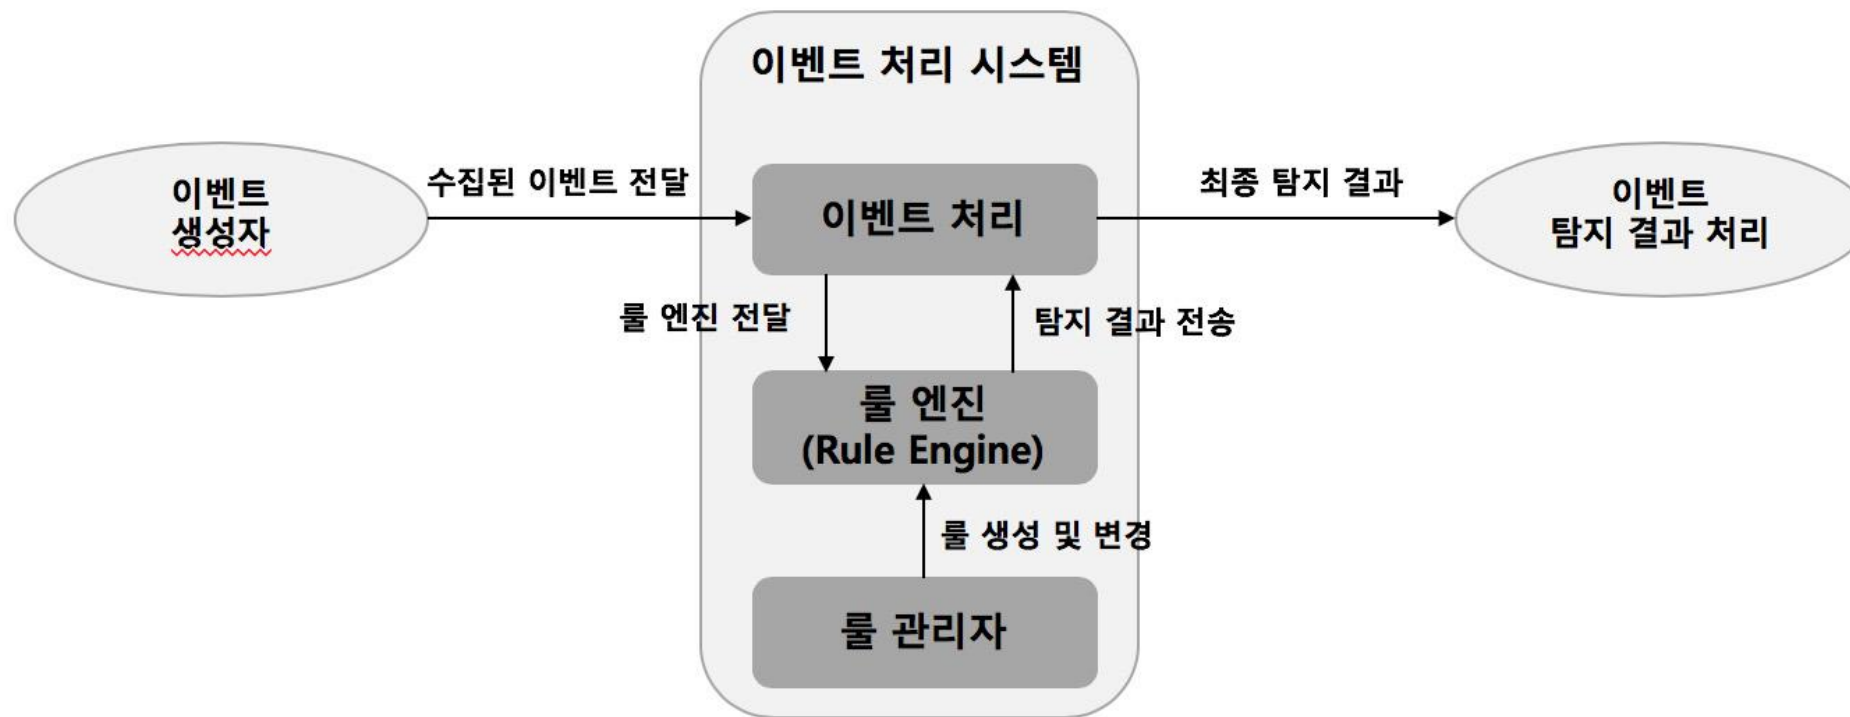 이벤트 처리 시스템
이벤트
생성자
수집된 이벤트 전달
이벤트 처리
최종 탐지 결과
이벤트
탐지 결과 처리
룰 엔진 전달
탐지 결과 전송
룰 엔진
(Rule Engine)
룰 생성 및 변경
룰 관리자